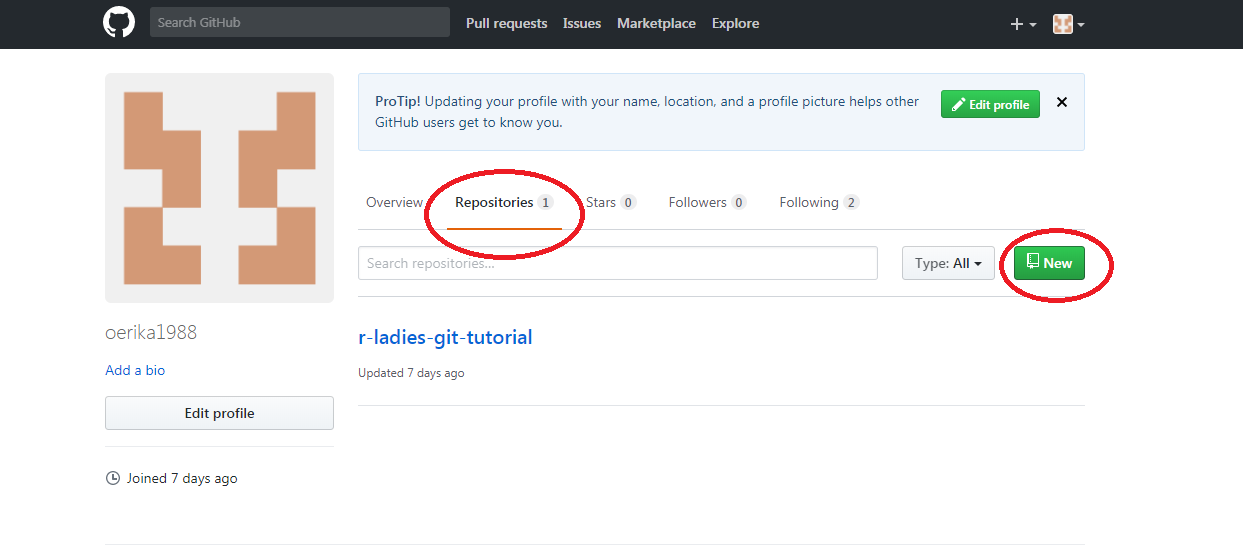 Search GitHub
Pull requests Issues Marketplace Explore
ProTip! Updating your profile with your name, location, and a profile picture helps other
GitHub users get to know you.
Edit profile
Overview Repositories 1 Stars 0 Followers 0 Following 2
Search repositories... Type: All New
r-ladies-git-tutorial
Updated 7 days ago
oerika1988
Add a bio
Edit profile
Joined 7 days ago